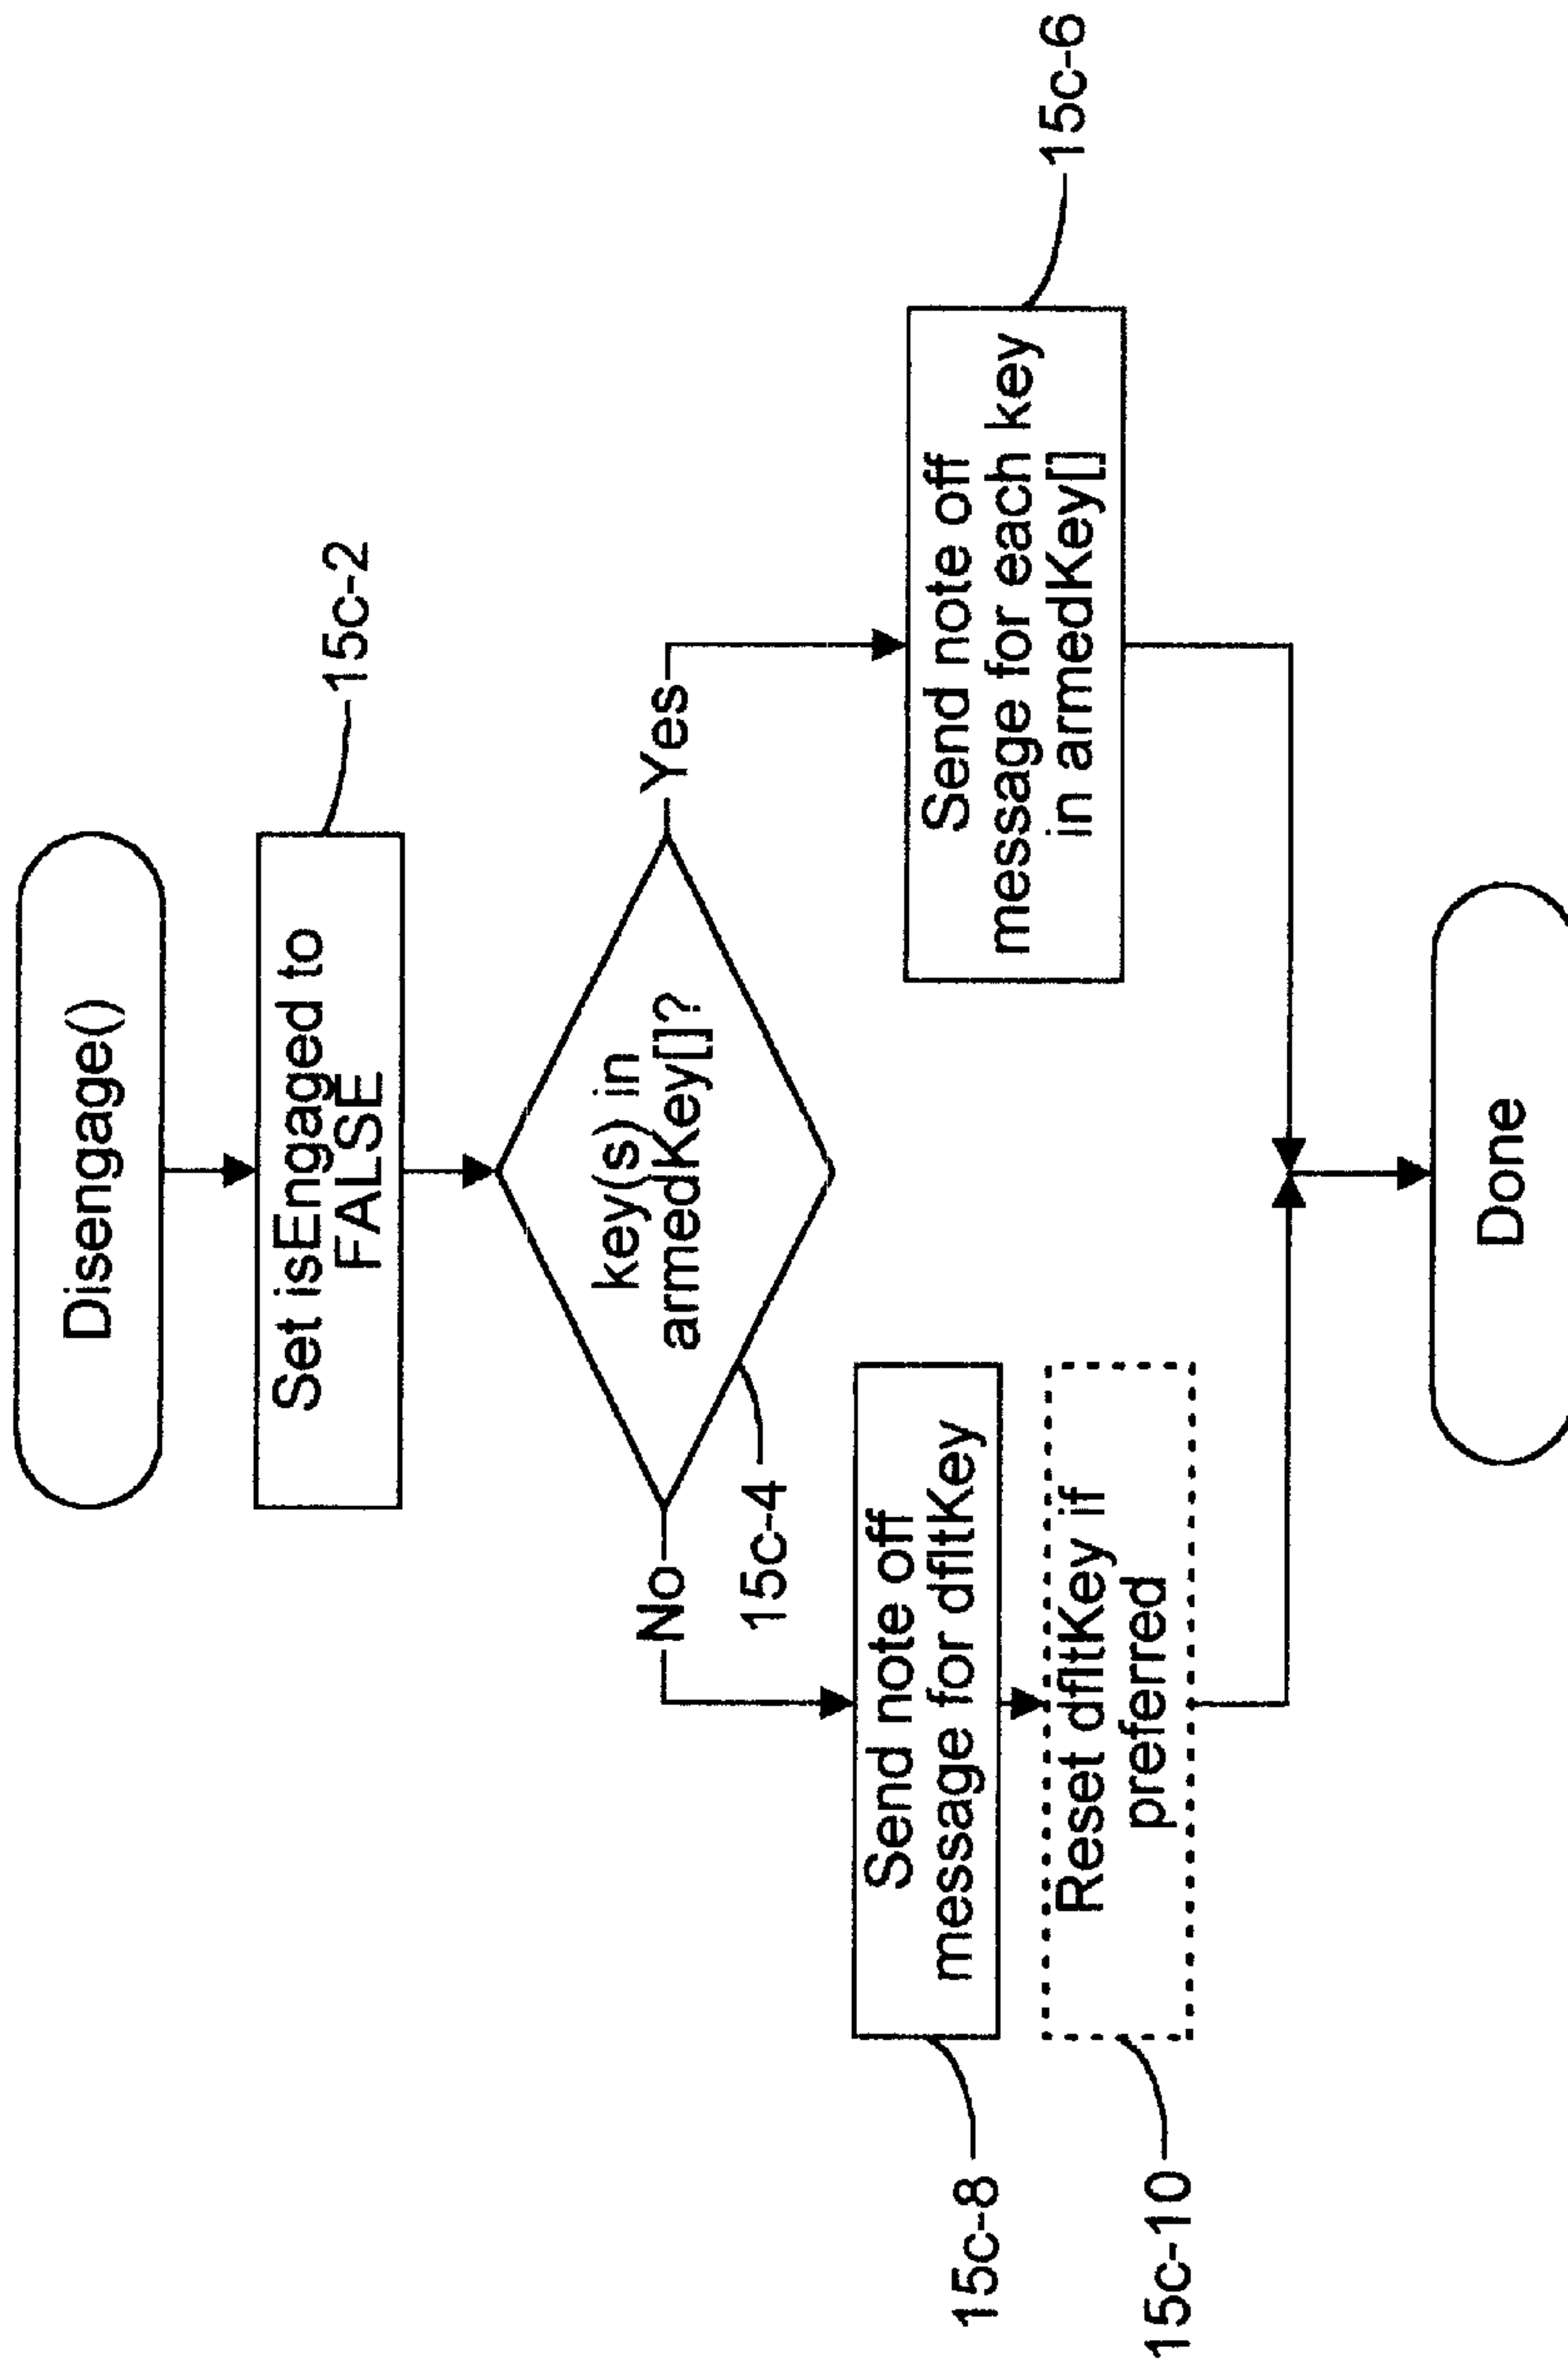 Disengage()
Set isEngaged to
FALSE
15c-2
key(s) in
armedKey[]?
No
Yes
15c-4
Send note off
message for dfltKey
15c-8
Send note off
message for each key
in armedKey[]
15c-6
Reset dfltKey if
preferred
15c-10
Done